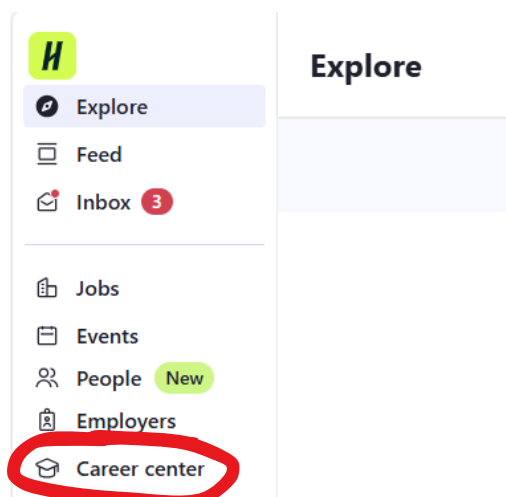 H
Explore
Explore
Feed
Inbox 3
Jobs
Events
People New
Employers
Career center